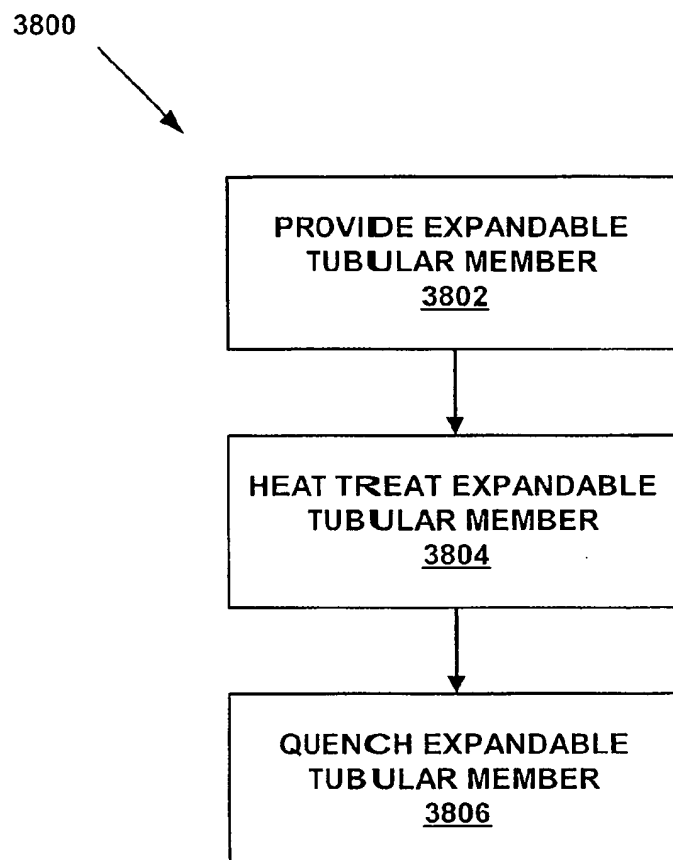 3800
PROVIDE EXPANDABLE
TUBULAR MEMBER
3802
HEAT TREAT EXPANDABLE
TUBULAR MEMBER
3804
QUENCH EXPANDABLE
TUBULAR MEMBER
3806